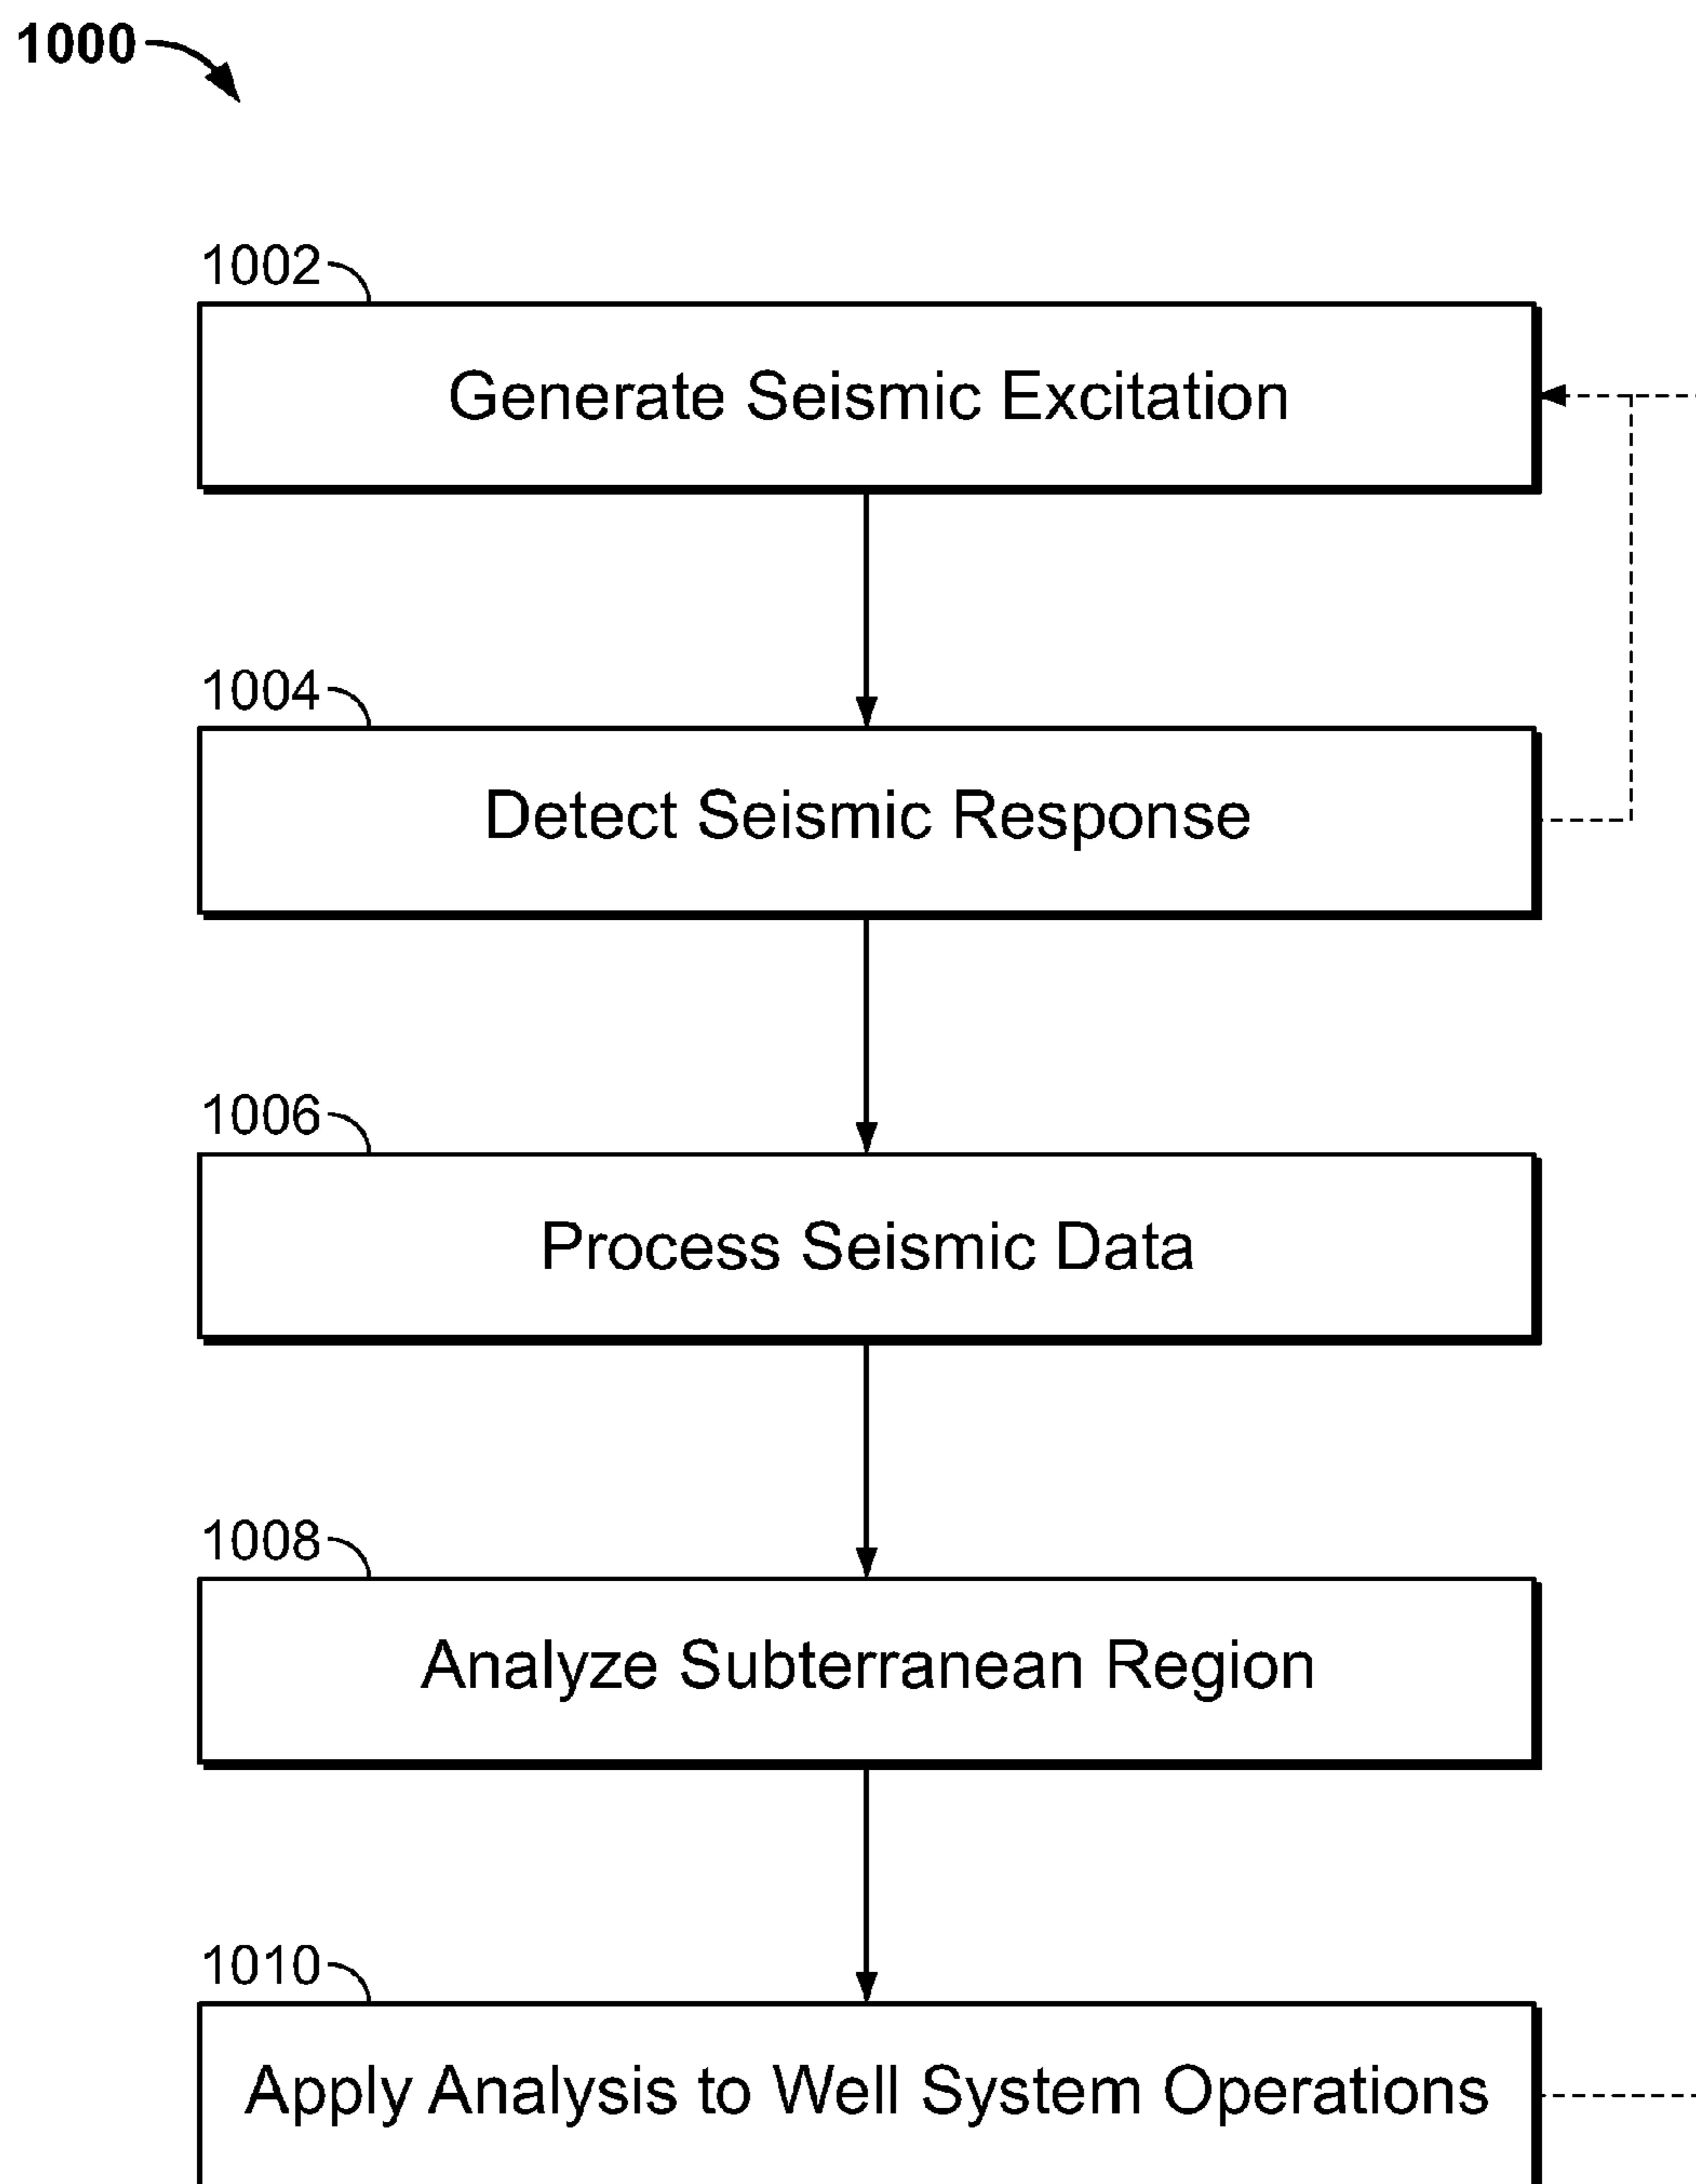 1000
1002
Generate Seismic Excitation
1004
Detect Seismic Response
1006
Process Seismic Data
1008
Analyze Subterranean Region
1010
Apply Analysis to Well System Operations